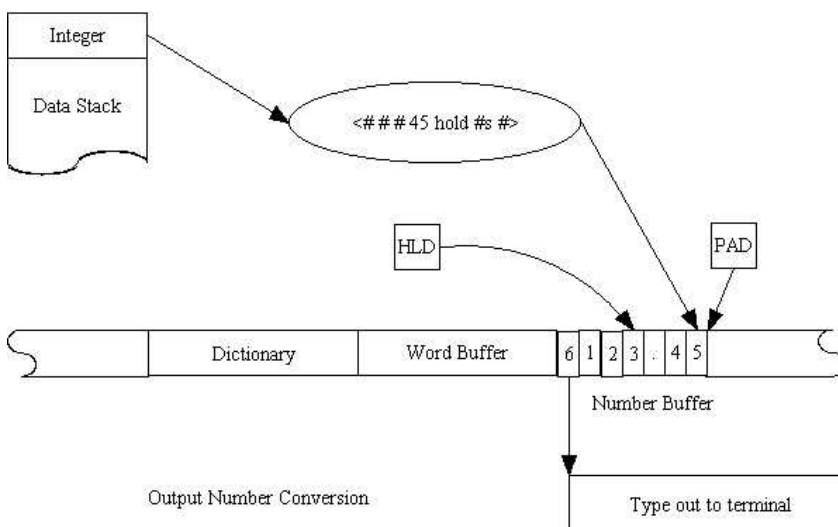 Integer
Data Stack
<# # # 45 hold #s #>
HLD
PAD
Dictionary
Word Buffer
6 1 2 3 . 4 5
Number Buffer
Output Number Conversion
Type out to terminal